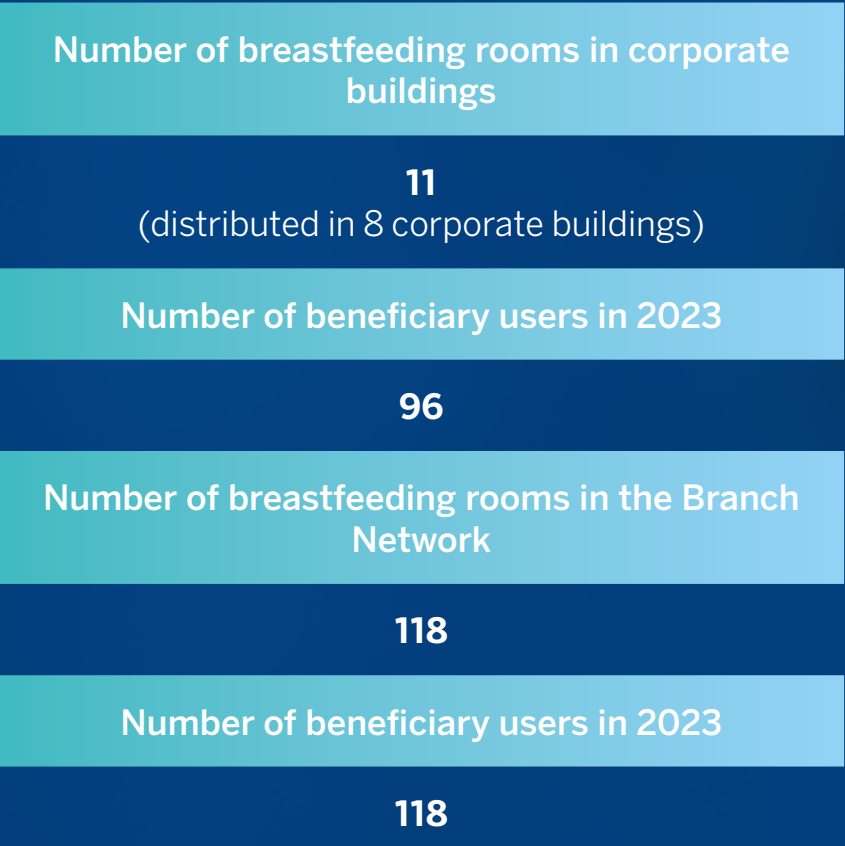 Number of breastfeeding rooms in corporate
buildings
11
(distributed in 8 corporate buildings)
Number of beneficiary users in 2023
96
Number of breastfeeding rooms in the Branch
Network
118
Number of beneficiary users in 2023
118